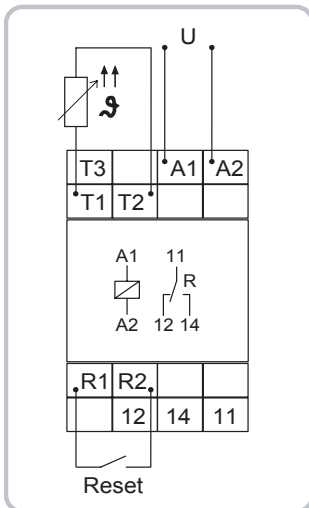 U
ϑ
T3 A1 A2
T1 T2
A1 11
R
A2 12 14
R1 R2
12 14 11
Reset